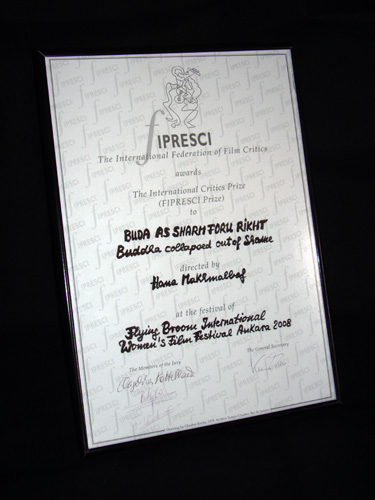 fIPRESCI
The International Federation of Film Critics
awards
The International Critics Prize
(FIPRESCI Prize)
to
BUDA AS SHARM FORU RIKHT
Buddha collapsed out of Shame
directed by
Hana Makhmalbaf
at the festival of
Flying Broom International
Women's Film Festival Ankara 2008
The Members of the Jury
The General Secretary